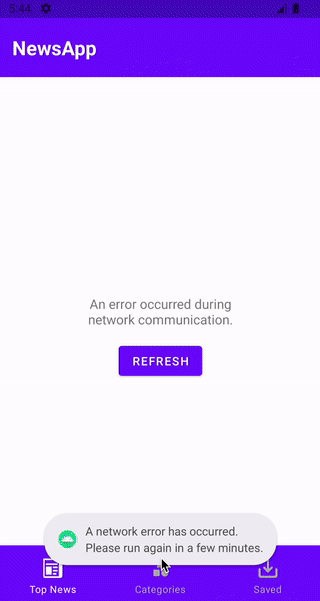 5:44
NewsApp
An error occurred during
network communication.
REFRESH
A network error has occurred.
Please run again in a few minutes.
Top News
Categories
Saved